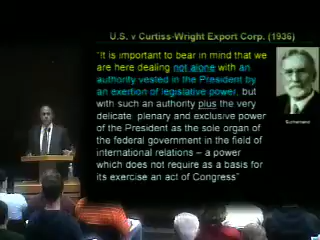 U.S. v Curtiss-Wright Export Corp. (1936)
"It is important to bear in mind that we
are here dealing not alone with an
authority vested in the President by
an exertion of legislative power, but
with such an authority plus the very
delicate plenary and exclusive power
of the President as the sole organ of
the federal government in the field of
international relations – a power
which does not require as a basis for
its exercise an act of Congress"
Sutherland